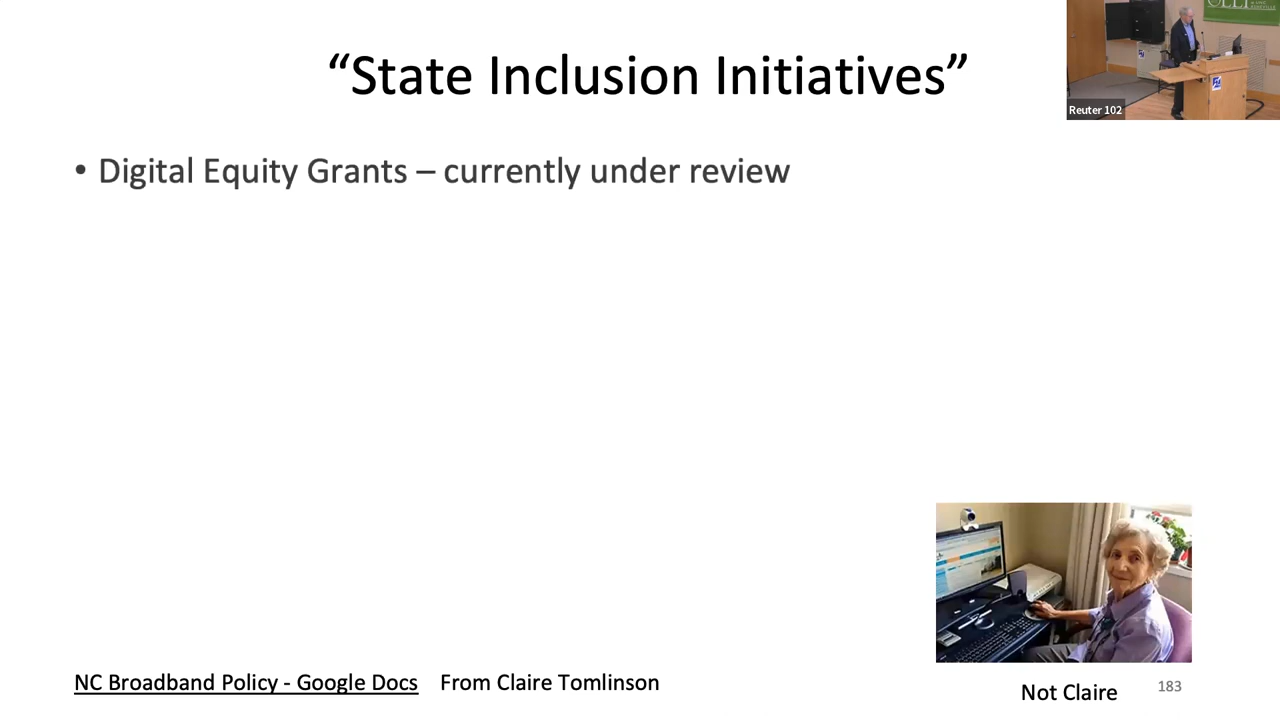 “State Inclusion Initiatives”
• Digital Equity Grants – currently under review
Reuter 102
NC Broadband Policy - Google Docs From Claire Tomlinson
Not Claire
183